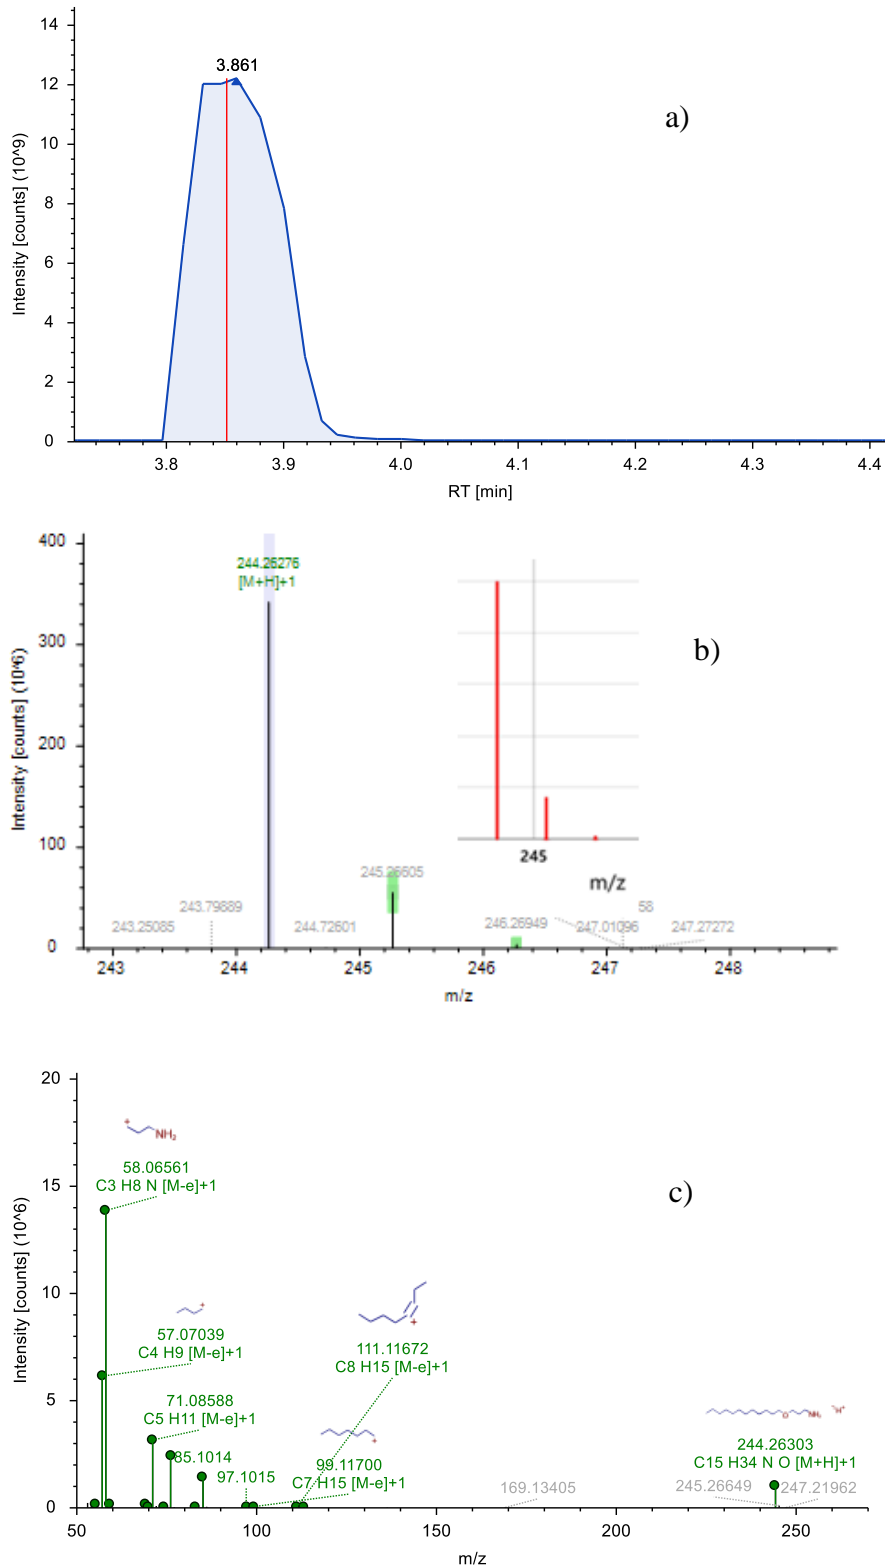 14
12
10
8
6
4
2
0
Intensity [counts] (10^9)
3.861
a)
3.8 3.9 4.0 4.1 4.2 4.3 4.4
RT [min]
400
300
200
100
0
Intensity [counts] (10^6)
244.26276
[M+H]+1
b)
245
m/z
245.26605
243.79889
243.25085
244.72601
246.26949
58
247.01096
247.27272
243 244 245 246 247 248
m/z
20
15
10
5
0
Intensity [counts] (10^6)
+
NH2
58.06561
C3 H8 N [M-e]+1
c)
+
57.07039
C4 H9 [M-e]+1
+
111.11672
C8 H15 [M-e]+1
71.08588
C5 H11 [M-e]+1
+
85.1014
97.1015
99.11700
C7 H15 [M-e]+1
O NH2 H+
244.26303
C15 H34 N O [M+H]+1
169.13405
245.26649
247.21962
50 100 150 200 250
m/z